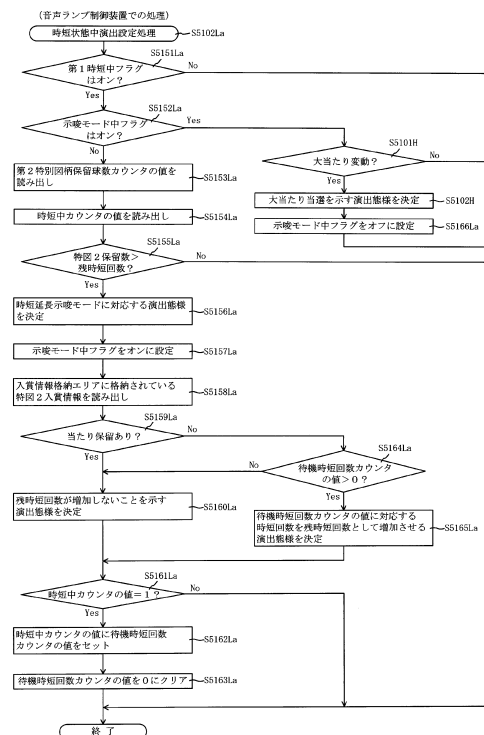 (音声ランプ制御装置での処理)
時短状態中演出設定処理
S5102La
S5151La
第1時短中フラグ
はオン?
No
Yes
S5152La
示唆モード中フラグ
はオン?
Yes
No
S5101H
大当たり変動?
No
Yes
第2特別図柄保留球数カウンタの値を
読み出し
S5153La
大当たり当選を示す演出態様を決定
S5102H
時短中カウンタの値を読み出し
S5154La
示唆モード中フラグをオフに設定
S5166La
S5155La
特図2保留数>
残時短回数?
No
Yes
時短延長示唆モードに対応する演出態様
を決定
S5156La
示唆モード中フラグをオンに設定
S5157La
入賞情報格納エリアに格納されている
特図2入賞情報を読み出し
S5158La
S5159La
当たり保留あり?
No
Yes
S5164La
待機時短回数カウンタ
の値>0?
No
Yes
残時短回数が増加しないことを示す
演出態様を決定
S5160La
待機時短回数カウンタの値に対応する
時短回数を残時短回数として増加させる
演出態様を決定
S5165La
S5161La
時短中カウンタの値=1?
No
Yes
時短中カウンタの値に待機時短回数
カウンタの値をセット
S5162La
待機時短回数カウンタの値を0にクリア
S5163La
終了